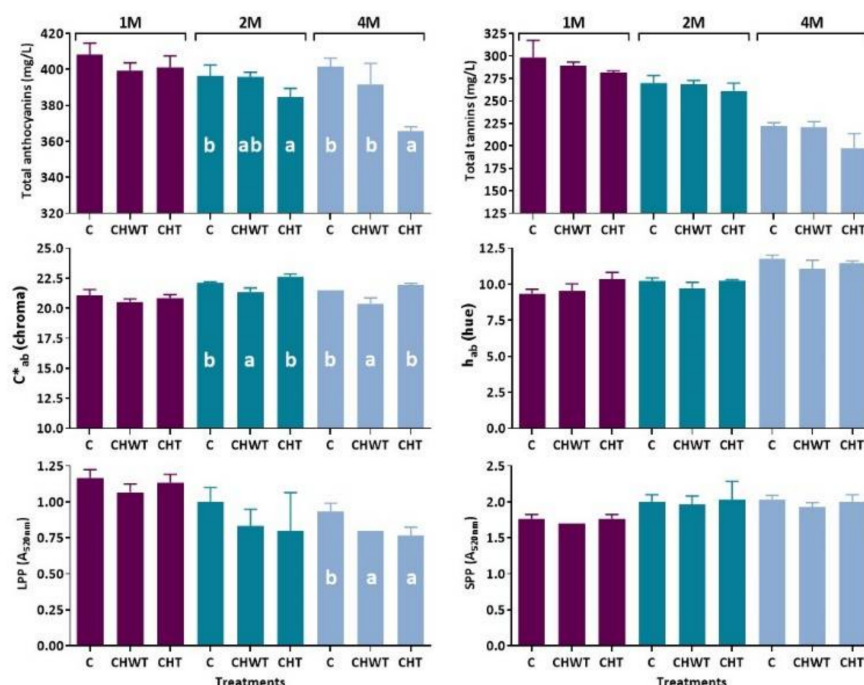 1M 2M 4M
Total anthocyanins (mg/L)
420
400
380
360
340
320
b ab a b b a
C CHWT CHT C CHWT CHT C CHWT CHT
1M 2M 4M
Total tannins (mg/L)
325
300
275
250
225
200
175
150
125
C CHWT CHT C CHWT CHT C CHWT CHT
C*ab (chroma)
25.0
22.5
20.0
17.5
15.0
12.5
10.0
b a b b a b
C CHWT CHT C CHWT CHT C CHWT CHT
hab (hue)
12.5
10.0
7.5
5.0
2.5
0.0
C CHWT CHT C CHWT CHT C CHWT CHT
LPP (A520nm)
1.25
1.00
0.75
0.50
0.25
0.00
b a a
C CHWT CHT C CHWT CHT C CHWT CHT
Treatments
SPP (A520nm)
2.5
2.0
1.5
1.0
0.5
0.0
C CHWT CHT C CHWT CHT C CHWT CHT
Treatments